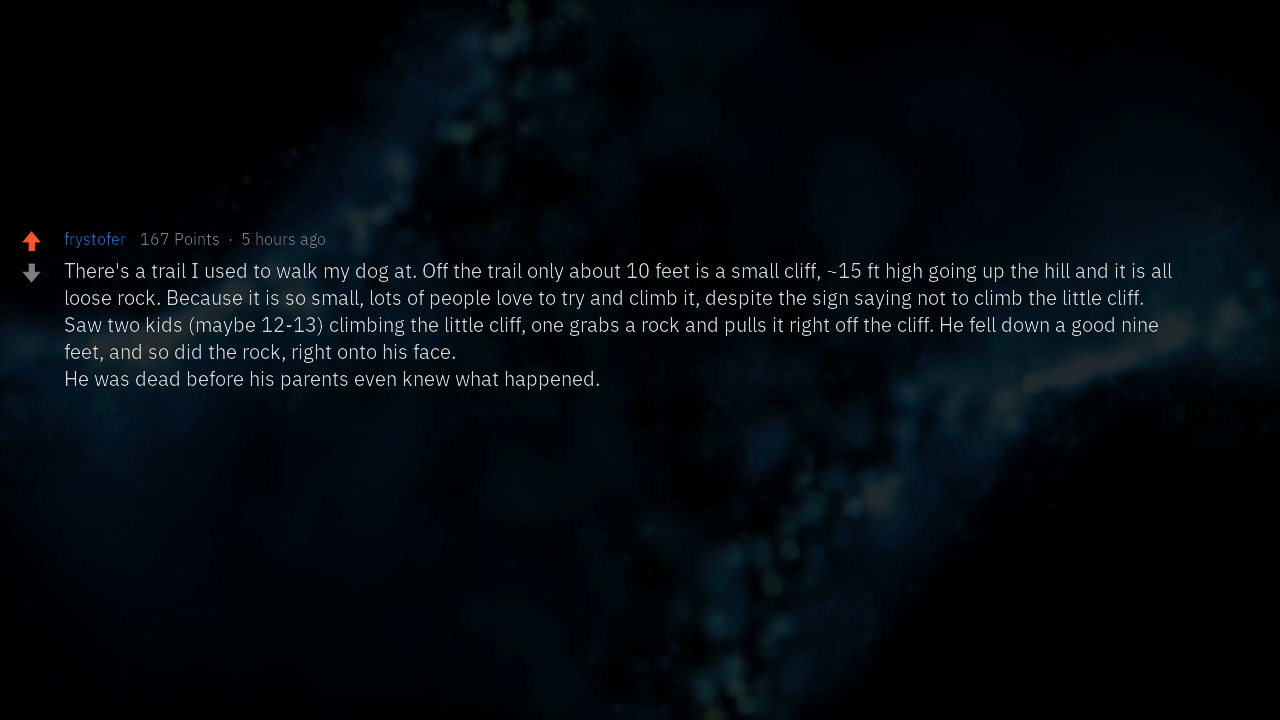 frystofer 167 Points · 5 hours ago
There's a trail I used to walk my dog at. Off the trail only about 10 feet is a small cliff, ~15 ft high going up the hill and it is all
loose rock. Because it is so small, lots of people love to try and climb it, despite the sign saying not to climb the little cliff.
Saw two kids (maybe 12-13) climbing the little cliff, one grabs a rock and pulls it right off the cliff. He fell down a good nine
feet, and so did the rock, right onto his face.
He was dead before his parents even knew what happened.